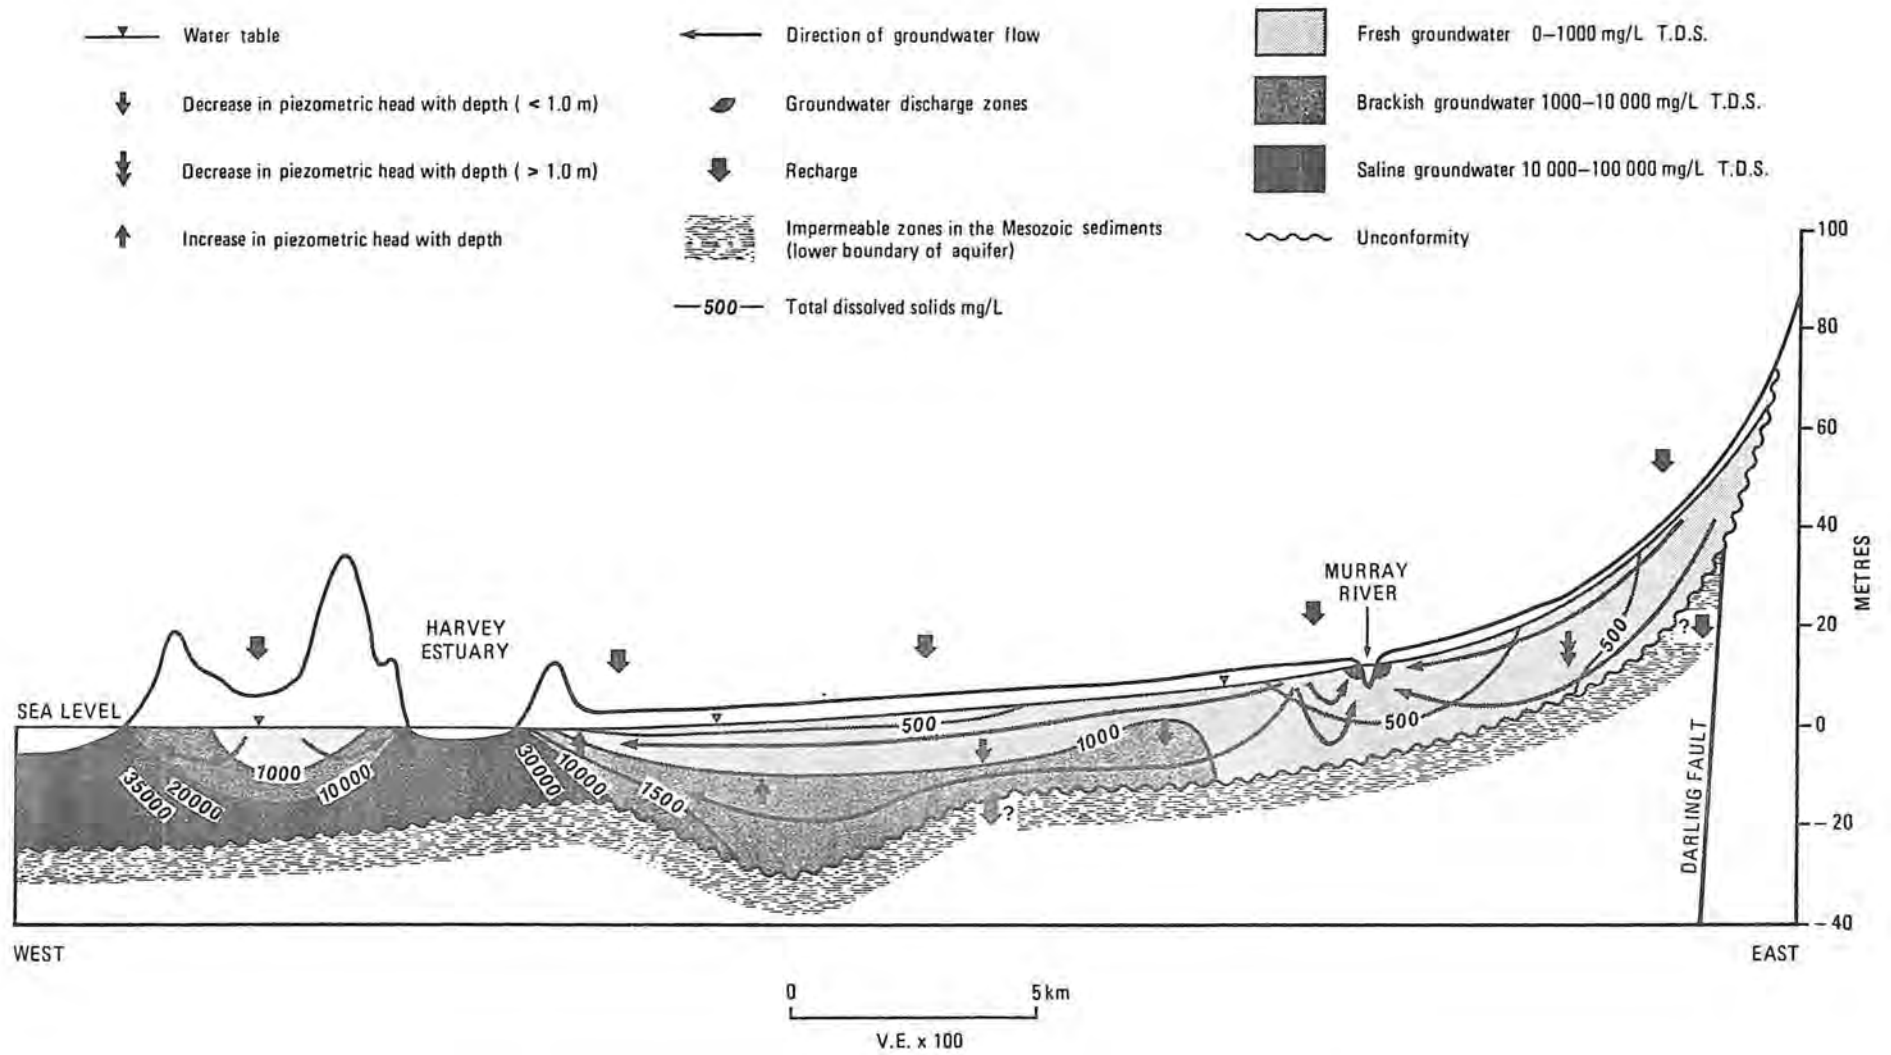 Water table
Decrease in piezometric head with depth ( < 1.0 m)
Decrease in piezometric head with depth ( > 1.0 m)
Increase in piezometric head with depth
Direction of groundwater flow
Groundwater discharge zones
Recharge
Impermeable zones in the Mesozoic sediments
(lower boundary of aquifer)
—500— Total dissolved solids mg/L
Fresh groundwater 0–1000 mg/L T.D.S.
Brackish groundwater 1000–10 000 mg/L T.D.S.
Saline groundwater 10 000–100 000 mg/L T.D.S.
Unconformity
100
80
60
40
20
0
–20
–40
METRES
MURRAY
RIVER
HARVEY
ESTUARY
SEA LEVEL
?
500
500
500
1000
1000
10000
35000
20000
30000
10000
1500
?
DARLING FAULT
WEST
EAST
0
5 km
V.E. x 100